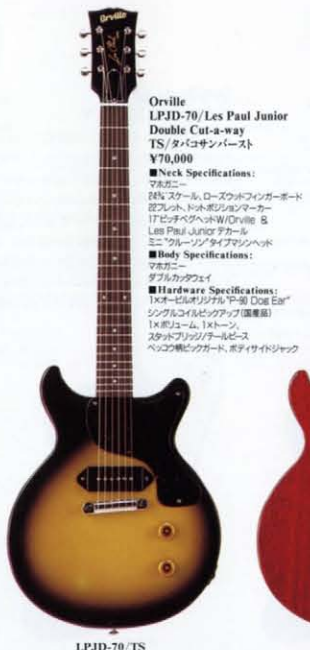 Orville
Orville
LPJD-70/Les Paul Junior
Double Cut-a-way
TS/タバコサンバースト
¥70,000
■Neck Specifications:
マホガニー
24¾"スケール、ローズウッドフィンガーボード
22フレット、ドットポジションマーカー
17°ピッチペグヘッドW/Orville &
Les Paul Junior デカール
ミニ"クルーソン"タイプマシンヘッド
■Body Specifications:
マホガニー
ダブルカッタウェイ
■Hardware Specifications:
1×オービルオリジナル"P-90 Dog Ear"
シングルコイルピックアップ(国産品)
1×ボリューム、1×トーン、
スタッドブリッジ/テールピース
ベッコウ柄ピックガード、ボディサイドジャック
LPJD-70/TS